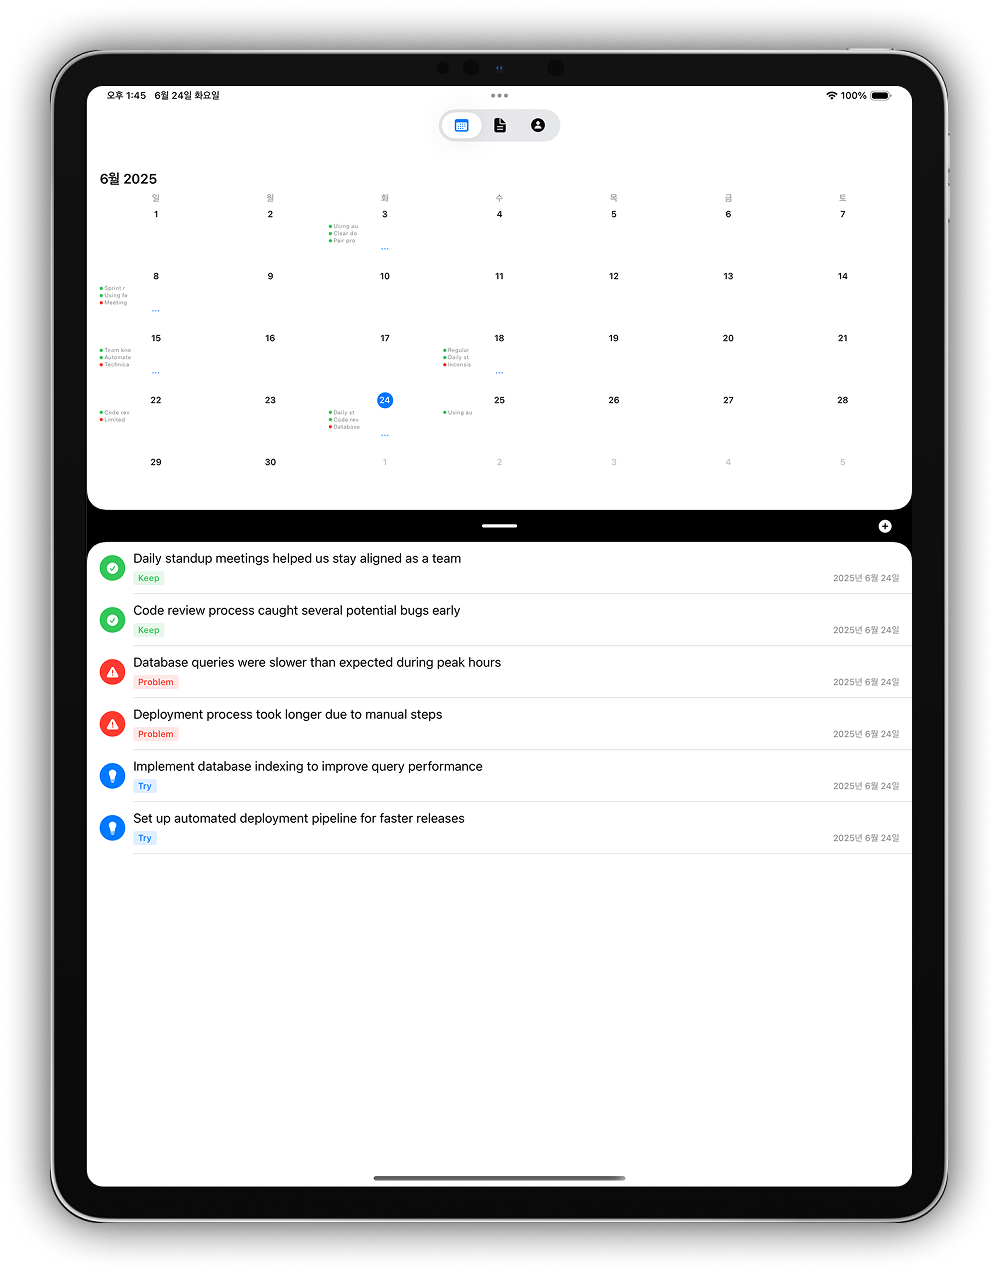 오후 1:45 6월 24일 화요일
100%
6월 2025
일 월 화 수 목 금 토
1 2 3 4 5 6 7
Using au
Clear do
Pair pro
...
8 9 10 11 12 13 14
Sprint r
Using fe
Meeting
...
15 16 17 18 19 20 21
Team kno Regular
Automate Daily st
Technica Inconsis
... ...
22 23 24 25 26 27 28
Code rev Daily st Using au
Limited Code rev
Database
...
29 30 1 2 3 4 5
Daily standup meetings helped us stay aligned as a team
Keep 2025년 6월 24일
Code review process caught several potential bugs early
Keep 2025년 6월 24일
Database queries were slower than expected during peak hours
Problem 2025년 6월 24일
Deployment process took longer due to manual steps
Problem 2025년 6월 24일
Implement database indexing to improve query performance
Try 2025년 6월 24일
Set up automated deployment pipeline for faster releases
Try 2025년 6월 24일